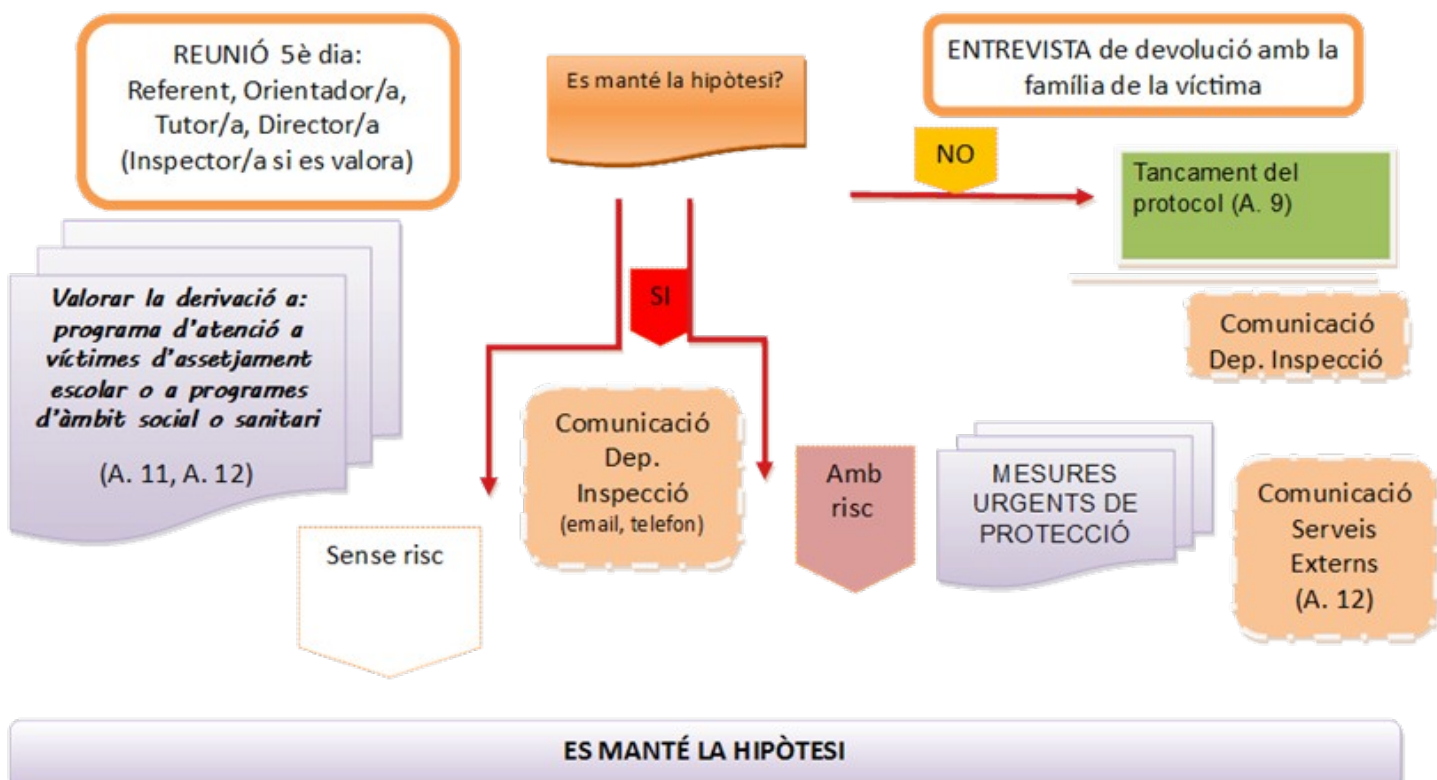 REUNIÓ 5è dia:
Referent, Orientador/a,
Tutor/a, Director/a
(Inspector/a si es valora)
Es manté la hipòtesi?
ENTREVISTA de devolució amb la
família de la víctima
NO
Tancament del
protocol (A. 9)
Comunicació
Dep. Inspecció
SI
Valorar la derivació a:
programa d'atenció a
víctimes d'assetjament
escolar o a programes
d'àmbit social o sanitari
(A. 11, A. 12)
Sense risc
Comunicació
Dep.
Inspecció
(email, telefon)
Amb
risc
MESURES
URGENTS DE
PROTECCIÓ
Comunicació
Serveis
Externs
(A. 12)
ES MANTÉ LA HIPÒTESI